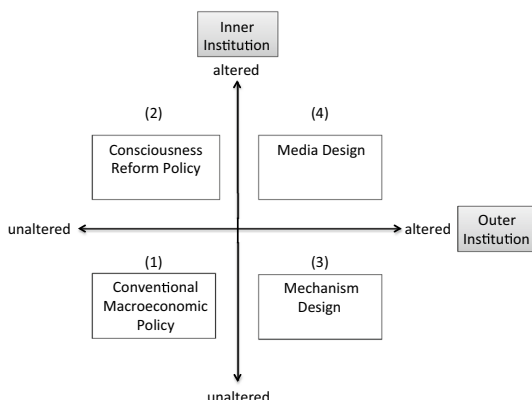 Inner
Institution
altered
(2)
(4)
Consciousness
Reform Policy
Media Design
unaltered
altered
Outer
Institution
(1)
(3)
Conventional
Macroeconomic
Policy
Mechanism
Design
unaltered